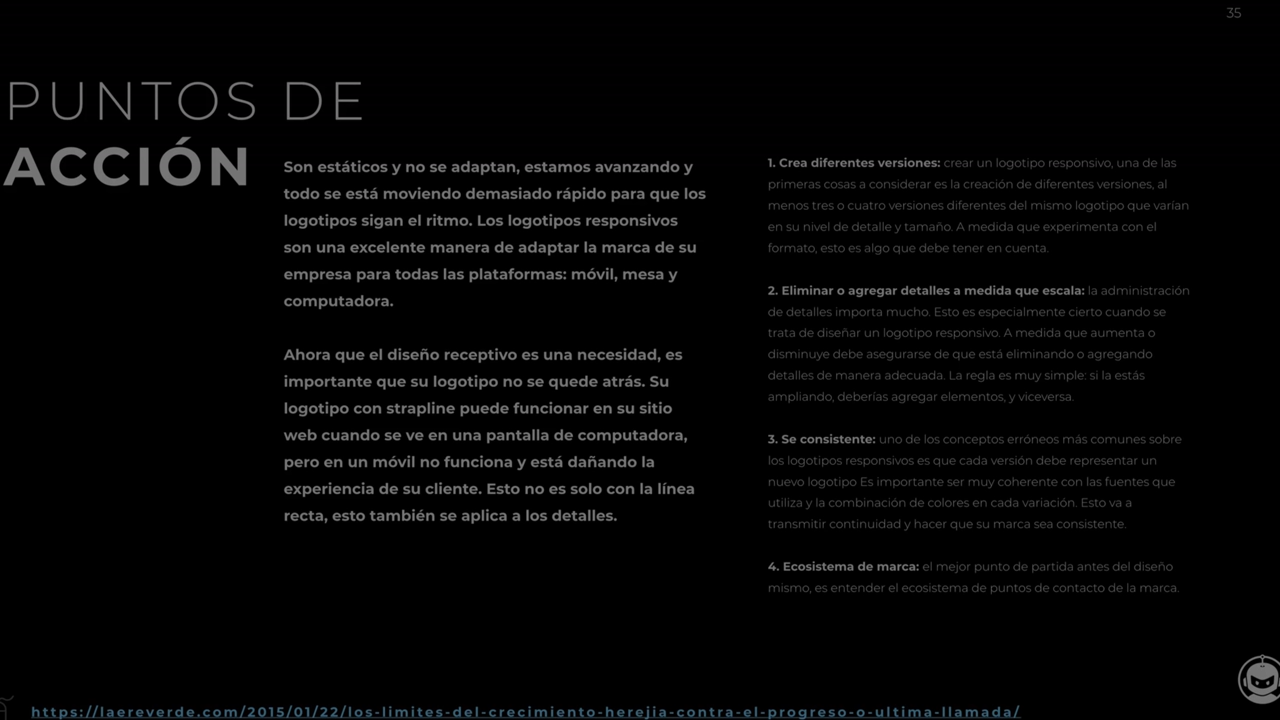 35
PUNTOS DE
ACCIÓN
Son estáticos y no se adaptan, estamos avanzando y
todo se está moviendo demasiado rápido para que los
logotipos sigan el ritmo. Los logotipos responsivos
son una excelente manera de adaptar la marca de su
empresa para todas las plataformas: móvil, mesa y
computadora.
Ahora que el diseño receptivo es una necesidad, es
importante que su logotipo no se quede atrás. Su
logotipo con strapline puede funcionar en su sitio
web cuando se ve en una pantalla de computadora,
pero en un móvil no funciona y está dañando la
experiencia de su cliente. Esto no es solo con la línea
recta, esto también se aplica a los detalles.
1. Crea diferentes versiones: crear un logotipo responsivo, una de las
primeras cosas a considerar es la creación de diferentes versiones, al
menos tres o cuatro versiones diferentes del mismo logotipo que varían
en su nivel de detalle y tamaño. A medida que experimenta con el
formato, esto es algo que debe tener en cuenta.
2. Eliminar o agregar detalles a medida que escala: la administración
de detalles importa mucho. Esto es especialmente cierto cuando se
trata de diseñar un logotipo responsivo. A medida que aumenta o
disminuye debe asegurarse de que está eliminando o agregando
detalles de manera adecuada. La regla es muy simple: si la estás
ampliando, deberías agregar elementos, y viceversa.
3. Se consistente: uno de los conceptos erróneos más comunes sobre
los logotipos responsivos es que cada versión debe representar un
nuevo logotipo Es importante ser muy coherente con las fuentes que
utiliza y la combinación de colores en cada variación. Esto va a
transmitir continuidad y hacer que su marca sea consistente.
4. Ecosistema de marca: el mejor punto de partida antes del diseño
mismo, es entender el ecosistema de puntos de contacto de la marca.
https://laereverde.com/2015/01/22/los-limites-del-crecimiento-herejia-contra-el-progreso-o-ultima-llamada/